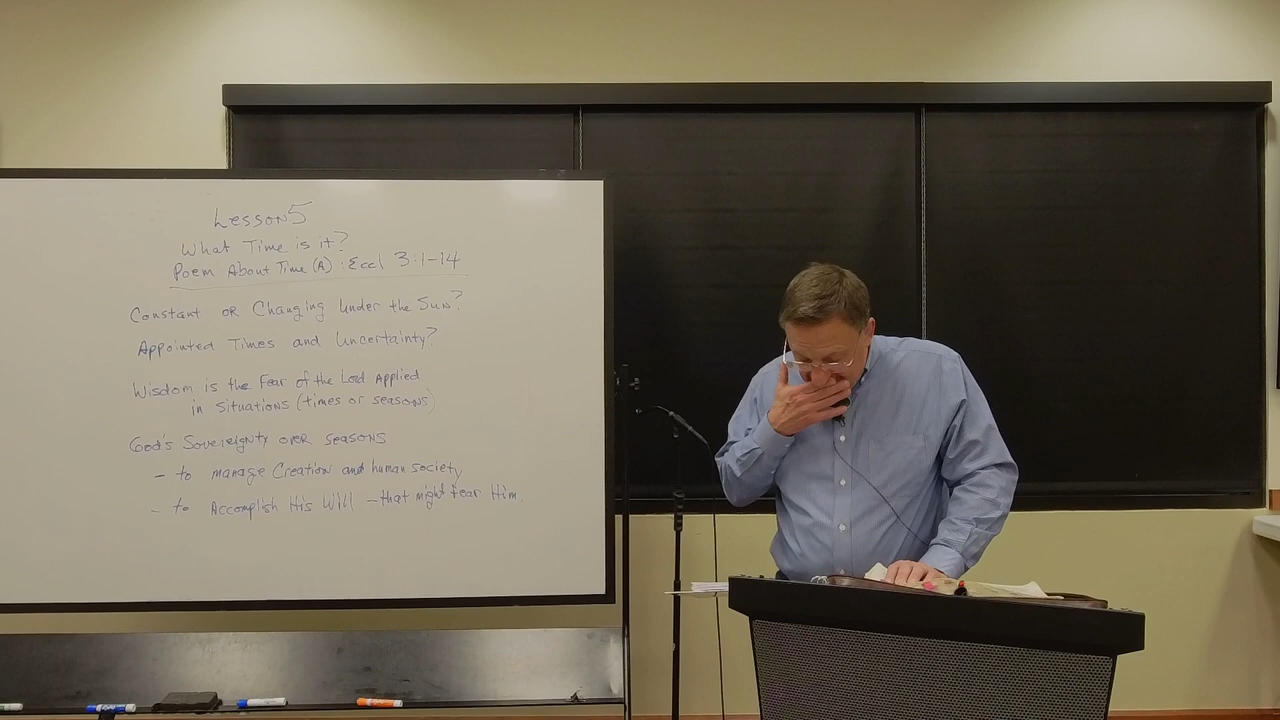 Lesson 5
What Time is it?
Poem About Time (A) : Eccl 3:1-14
Constant or Changing Under the Sun?
Appointed Times and Uncertainty?
Wisdom is the Fear of the Lord Applied
in Situations (times or seasons)
God's Sovereignty over seasons
- to manage Creation and human society
- to Accomplish His Will - that might fear Him.